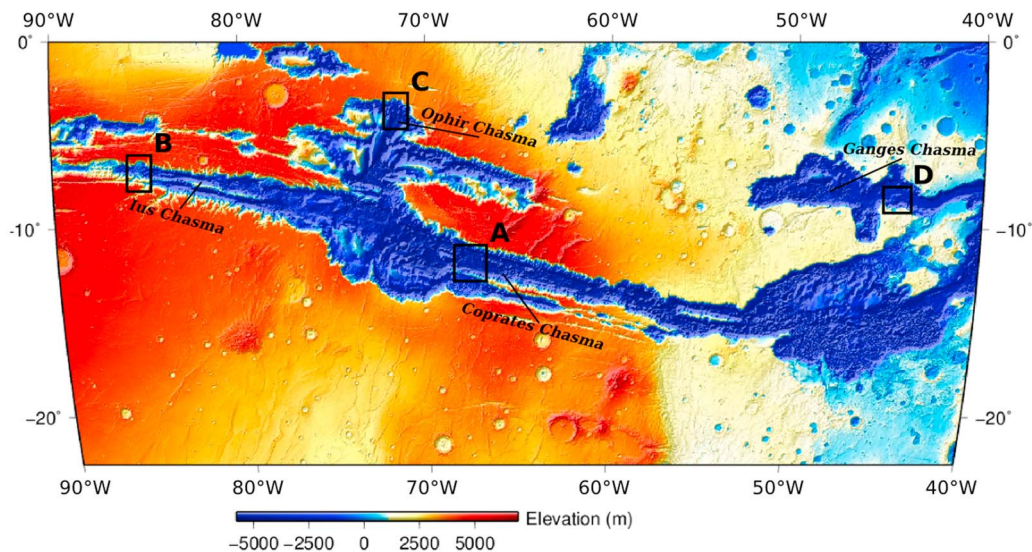 90°W 80°W 70°W 60°W 50°W 40°W
0° 0°
C
Ophir Chasma
B
Ganges Chasma
D
Ius Chasma
-10° -10°
A
Coprates Chasma
-20° -20°
90°W 80°W 70°W 60°W 50°W 40°W
Elevation (m)
-5000 -2500 0 2500 5000